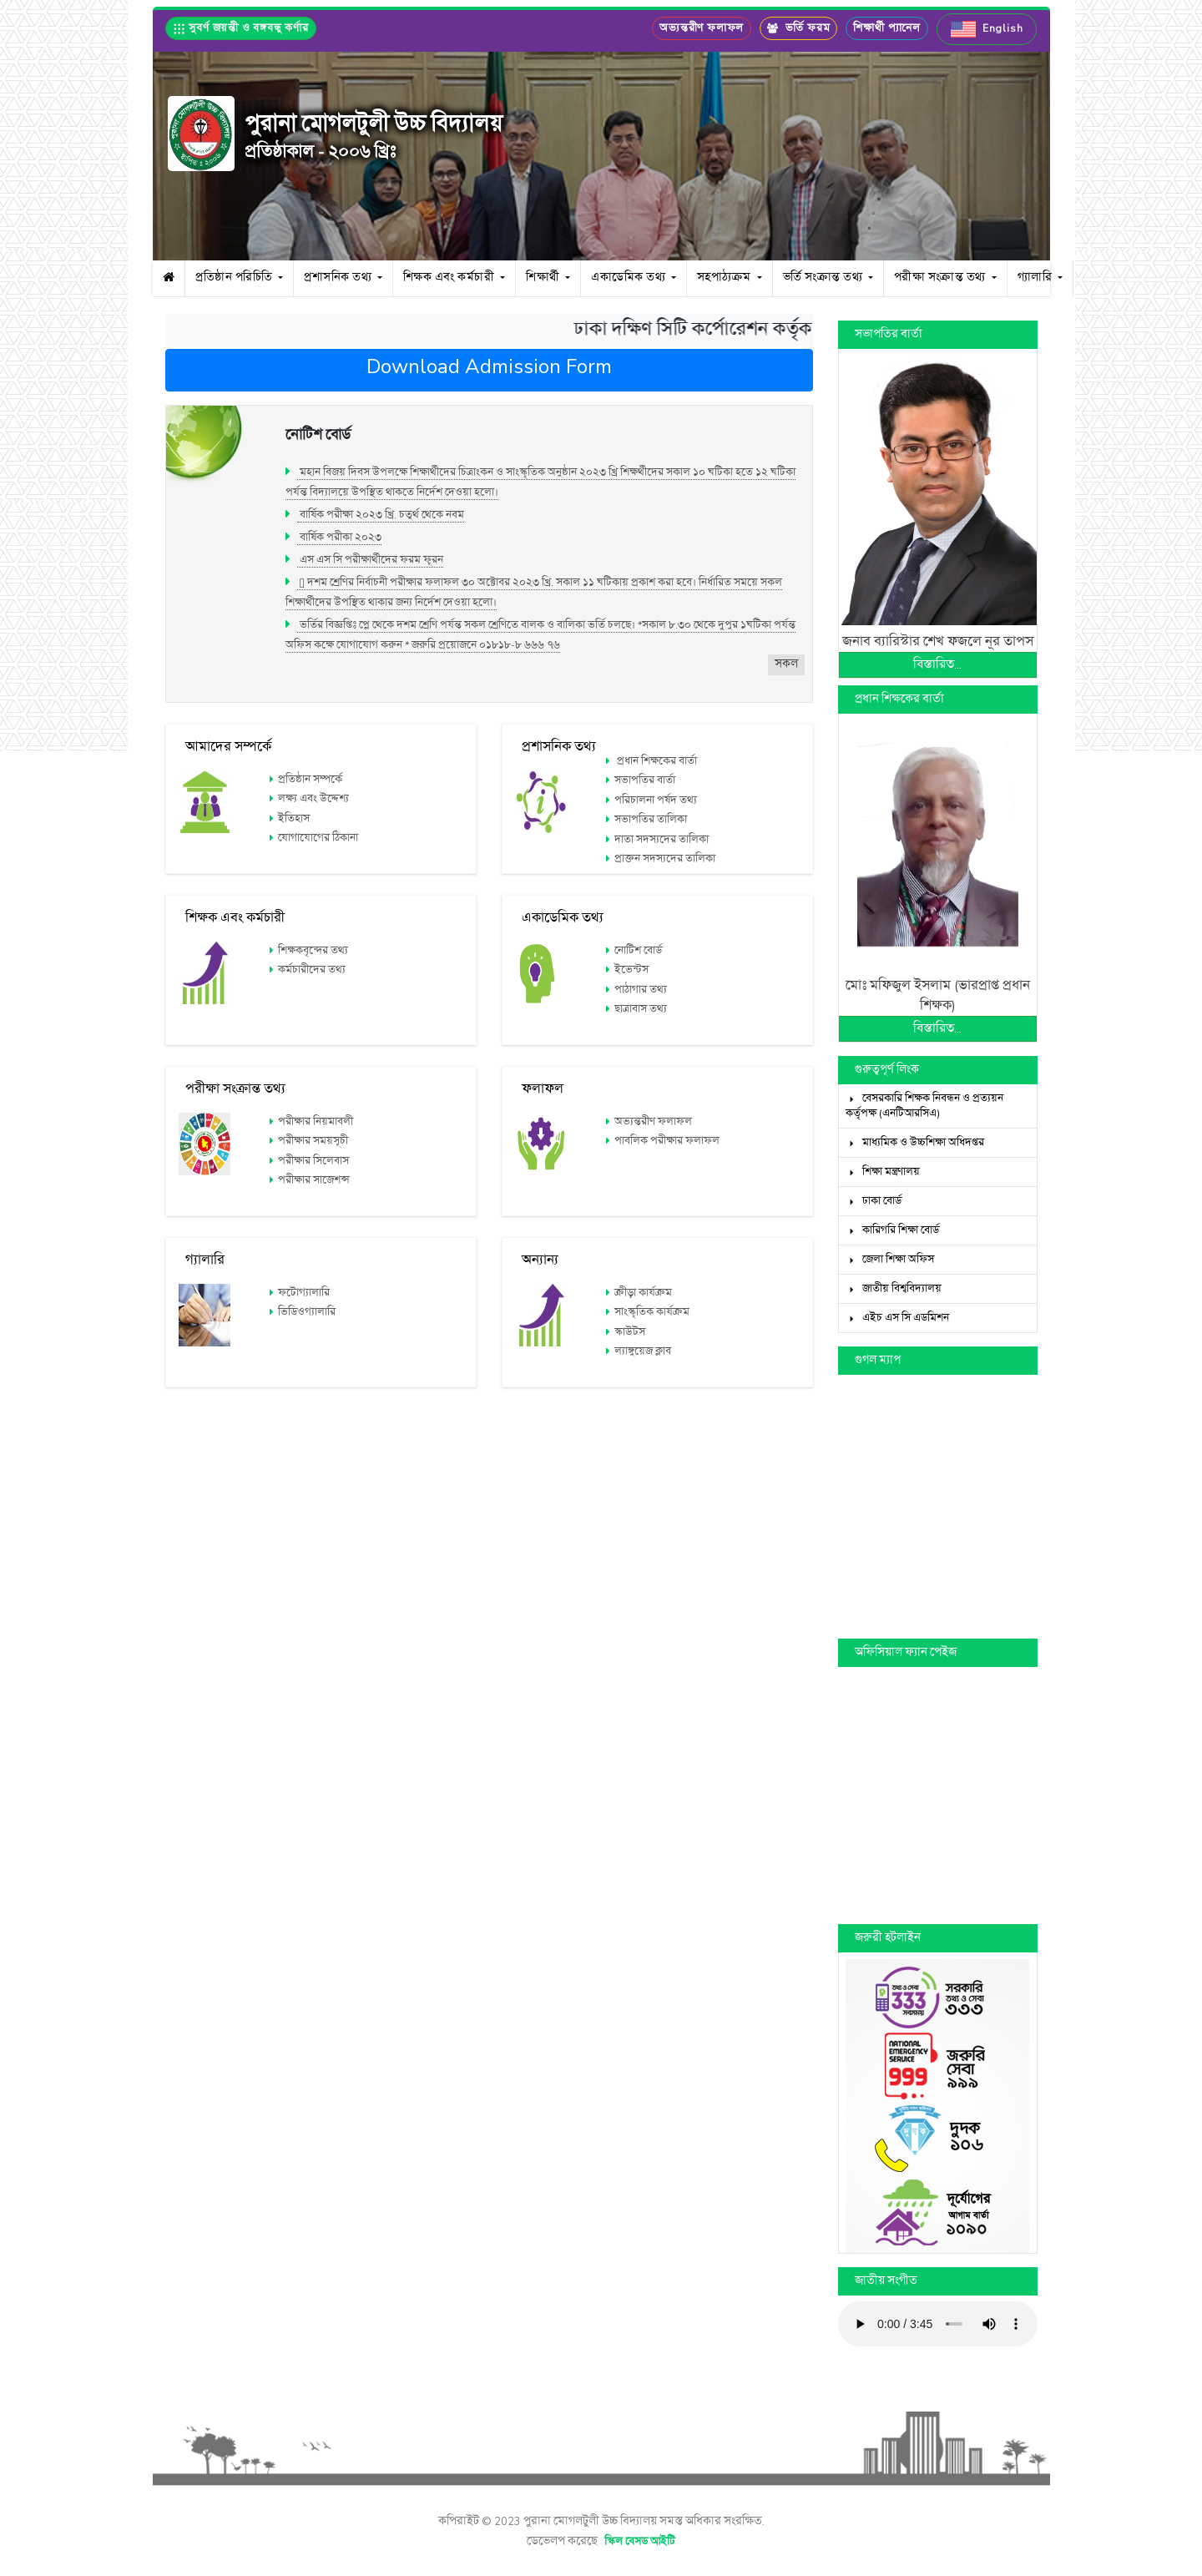 সুবর্ণ জয়ন্তী ও বঙ্গবন্ধু কর্ণার
অভ্যন্তরীণ ফলাফল
ভর্তি ফরম
শিক্ষার্থী প্যানেল
English
পুরানা মোগলটুলী উচ্চ বিদ্যালয়
প্রতিষ্ঠাকাল - ২০০৬ খ্রিঃ
প্রতিষ্ঠান পরিচিতি
প্রশাসনিক তথ্য
শিক্ষক এবং কর্মচারী
শিক্ষার্থী
একাডেমিক তথ্য
সহপাঠ্যক্রম
ভর্তি সংক্রান্ত তথ্য
পরীক্ষা সংক্রান্ত তথ্য
গ্যালারি
ঢাকা দক্ষিণ সিটি কর্পোরেশন কর্তৃক
Download Admission Form
নোটিশ বোর্ড
মহান বিজয় দিবস উপলক্ষে শিক্ষার্থীদের চিত্রাংকন ও সাংস্কৃতিক অনুষ্ঠান ২০২৩ খ্রি শিক্ষর্থীদের সকাল ১০ ঘটিকা হতে ১২ ঘটিকা
পর্যন্ত বিদ্যালয়ে উপস্থিত থাকতে নির্দেশ দেওয়া হলো।
বার্ষিক পরীক্ষা ২০২৩ খ্রি. চতুর্থ থেকে নবম
বার্ষিক পরীকা ২০২৩
এস এস সি পরীক্ষার্থীদের ফরম ফূরন
দশম শ্রেণির নির্বাচনী পরীক্ষার ফলাফল ৩০ অক্টোবর ২০২৩ খ্রি. সকাল ১১ ঘটিকায় প্রকাশ করা হবে। নির্ধারিত সময়ে সকল
শিক্ষার্থীদের উপস্থিত থাকার জন্য নির্দেশ দেওয়া হলো।
ভর্তির বিজ্ঞপ্তিঃ প্লে থেকে দশম শ্রেণি পর্যন্ত সকল শ্রেণিতে বালক ও বালিকা ভর্তি চলছে। *সকাল ৮.৩০ থেকে দুপুর ১ঘটিকা পর্যন্ত
অফিস কক্ষে যোগাযোগ করুন * জরুরি প্রয়োজনে ০১৮১৮-৮ ৬৬৬ ৭৬
সকল
আমাদের সম্পর্কে
প্রতিষ্ঠান সম্পর্কে
লক্ষ্য এবং উদ্দেশ্য
ইতিহাস
যোগাযোগের ঠিকানা
প্রশাসনিক তথ্য
প্রধান শিক্ষকের বার্তা
সভাপতির বার্তা
পরিচালনা পর্ষদ তথ্য
সভাপতির তালিকা
দাতা সদস্যদের তালিকা
প্রাক্তন সদস্যদের তালিকা
শিক্ষক এবং কর্মচারী
শিক্ষকবৃন্দের তথ্য
কর্মচারীদের তথ্য
একাডেমিক তথ্য
নোটিশ বোর্ড
ইভেন্টস
পাঠাগার তথ্য
ছাত্রাবাস তথ্য
পরীক্ষা সংক্রান্ত তথ্য
পরীক্ষার নিয়মাবলী
পরীক্ষার সময়সূচী
পরীক্ষার সিলেবাস
পরীক্ষার সাজেশন্স
ফলাফল
অভ্যন্তরীণ ফলাফল
পাবলিক পরীক্ষার ফলাফল
গ্যালারি
ফটোগ্যালারি
ভিডিওগ্যালারি
অন্যান্য
ক্রীড়া কার্যক্রম
সাংস্কৃতিক কার্যক্রম
স্কাউটস
ল্যাঙ্গুয়েজ ক্লাব
সভাপতির বার্তা
জনাব ব্যারিস্টার শেখ ফজলে নূর তাপস
বিস্তারিত...
প্রধান শিক্ষকের বার্তা
মোঃ মফিজুল ইসলাম (ভারপ্রাপ্ত প্রধান
শিক্ষক)
বিস্তারিত...
গুরুত্বপূর্ণ লিংক
বেসরকারি শিক্ষক নিবন্ধন ও প্রত্যয়ন
কর্তৃপক্ষ (এনটিআরসিএ)
মাধ্যমিক ও উচ্চশিক্ষা অধিদপ্তর
শিক্ষা মন্ত্রণালয়
ঢাকা বোর্ড
কারিগরি শিক্ষা বোর্ড
জেলা শিক্ষা অফিস
জাতীয় বিশ্ববিদ্যালয়
এইচ এস সি এডমিশন
গুগল ম্যাপ
অফিসিয়াল ফ্যান পেইজ
জরুরী হটলাইন
তথ্য ও সেবা
333
সবসময়
সরকারি
তথ্য ও সেবা
৩৩৩
NATIONAL
EMERGENCY
SERVICE
999
জরুরি
সেবা
৯৯৯
দুদক
১০৬
দূর্যোগের
আগাম বার্তা
১০৯০
জাতীয় সংগীত
0:00 / 3:45
কপিরাইট © 2023 পুরানা মোগলটুলী উচ্চ বিদ্যালয় সমস্ত অধিকার সংরক্ষিত.
ডেভেলপ করেছে স্কিল বেসড আইটি